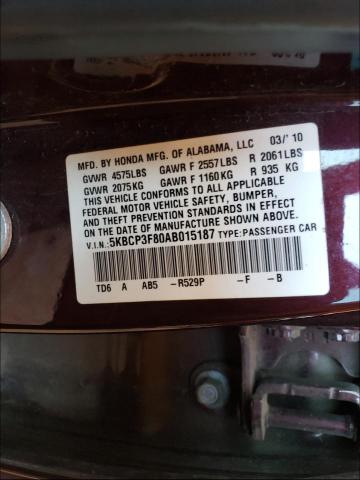 MFD. BY HONDA MFG. OF ALABAMA, LLC 03/'10
GVWR 4575LBS GAWR F 2557LBS R 2061LBS
GVWR 2075KG GAWR F 1160KG R 935 KG
THIS VEHICLE CONFORMS TO ALL APPLICABLE
FEDERAL MOTOR VEHICLE SAFETY, BUMPER,
AND THEFT PREVENTION STANDARDS IN EFFECT
ON DATE OF MANUFACTURE SHOWN ABOVE.
V.I.N: 5KBCP3F80AB015187 TYPE:PASSENGER CAR
TD6 A AB5 -R529P -F -B